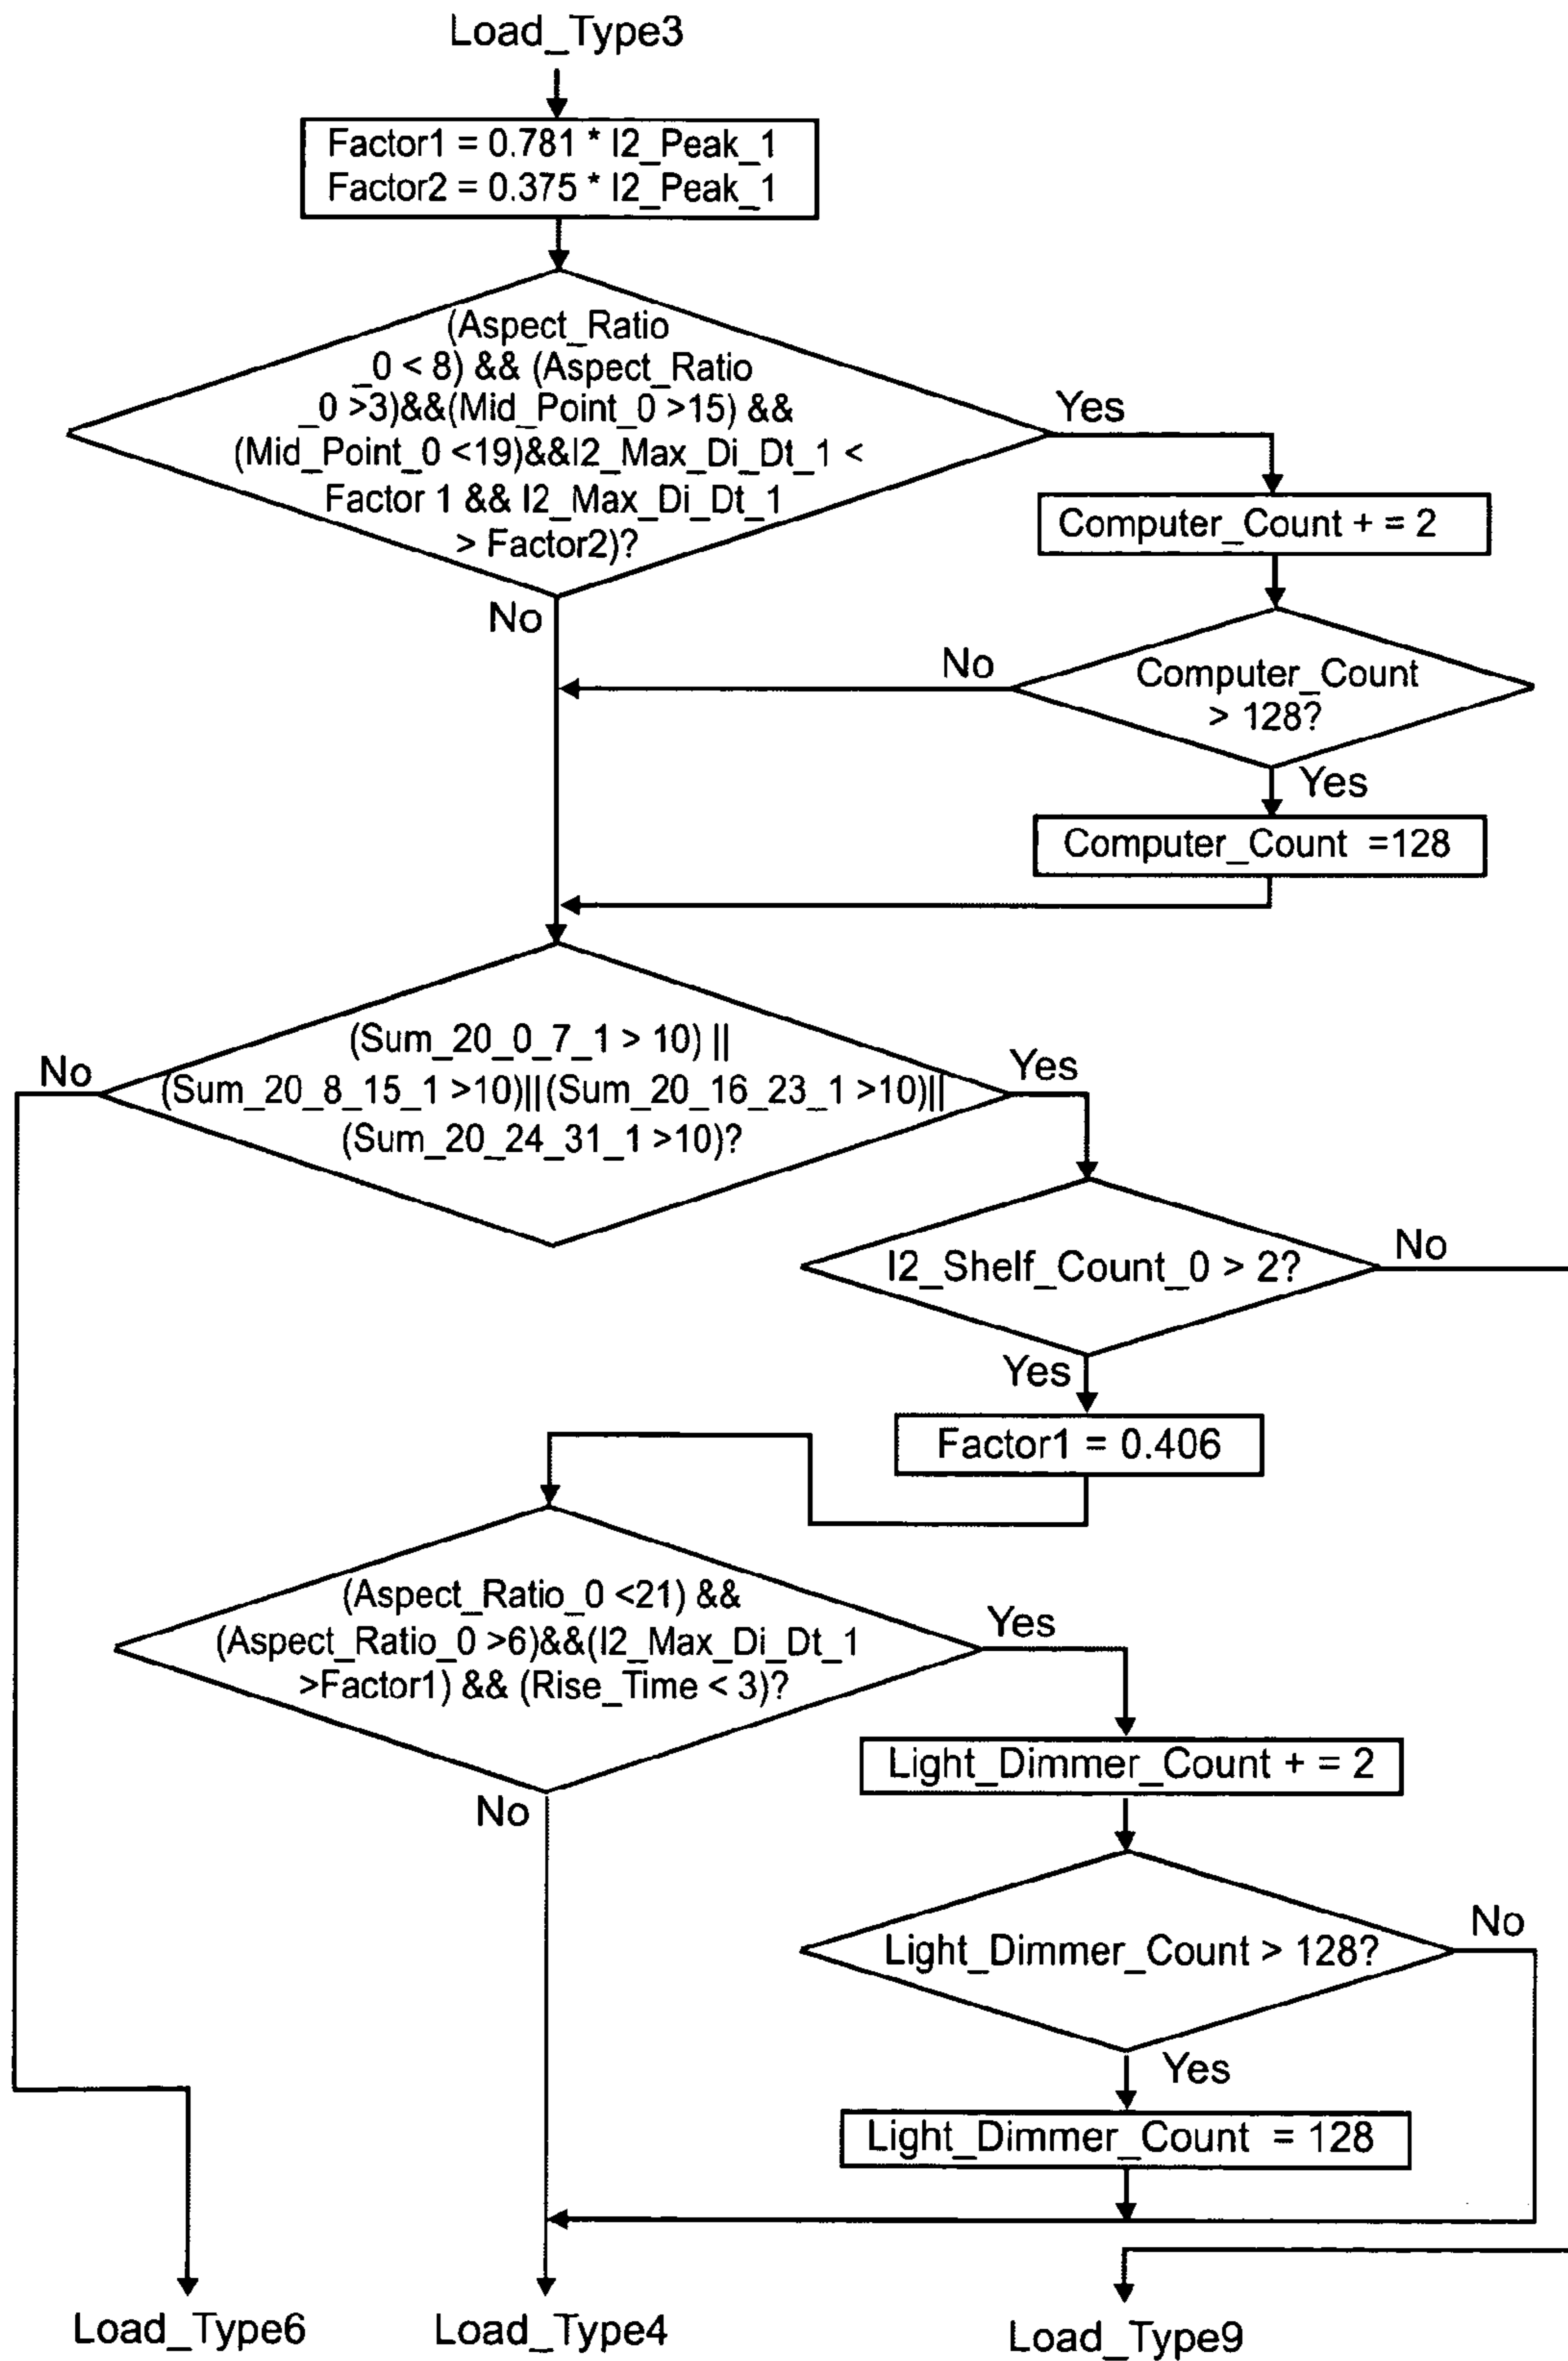 Load_Type3
Factor1 = 0.781 * I2_Peak_1
Factor2 = 0.375 * I2_Peak_1
(Aspect_Ratio
_0 < 8) && (Aspect_Ratio
_0 >3)&&(Mid_Point_0 >15) &&
(Mid_Point_0 <19)&&I2_Max_Di_Dt_1 <
Factor 1 && I2_Max_Di_Dt_1
> Factor2)?
Yes
No
Computer_Count + = 2
Computer_Count
> 128?
No
Yes
Computer_Count =128
(Sum_20_0_7_1 > 10) ||
(Sum_20_8_15_1 >10)||(Sum_20_16_23_1 >10)||
(Sum_20_24_31_1 >10)?
No
Yes
I2_Shelf_Count_0 > 2?
No
Yes
Factor1 = 0.406
(Aspect_Ratio_0 <21) &&
(Aspect_Ratio_0 >6)&&(I2_Max_Di_Dt_1
>Factor1) && (Rise_Time < 3)?
Yes
No
Light_Dimmer_Count + = 2
Light_Dimmer_Count > 128?
No
Yes
Light_Dimmer_Count = 128
Load_Type6
Load_Type4
Load_Type9